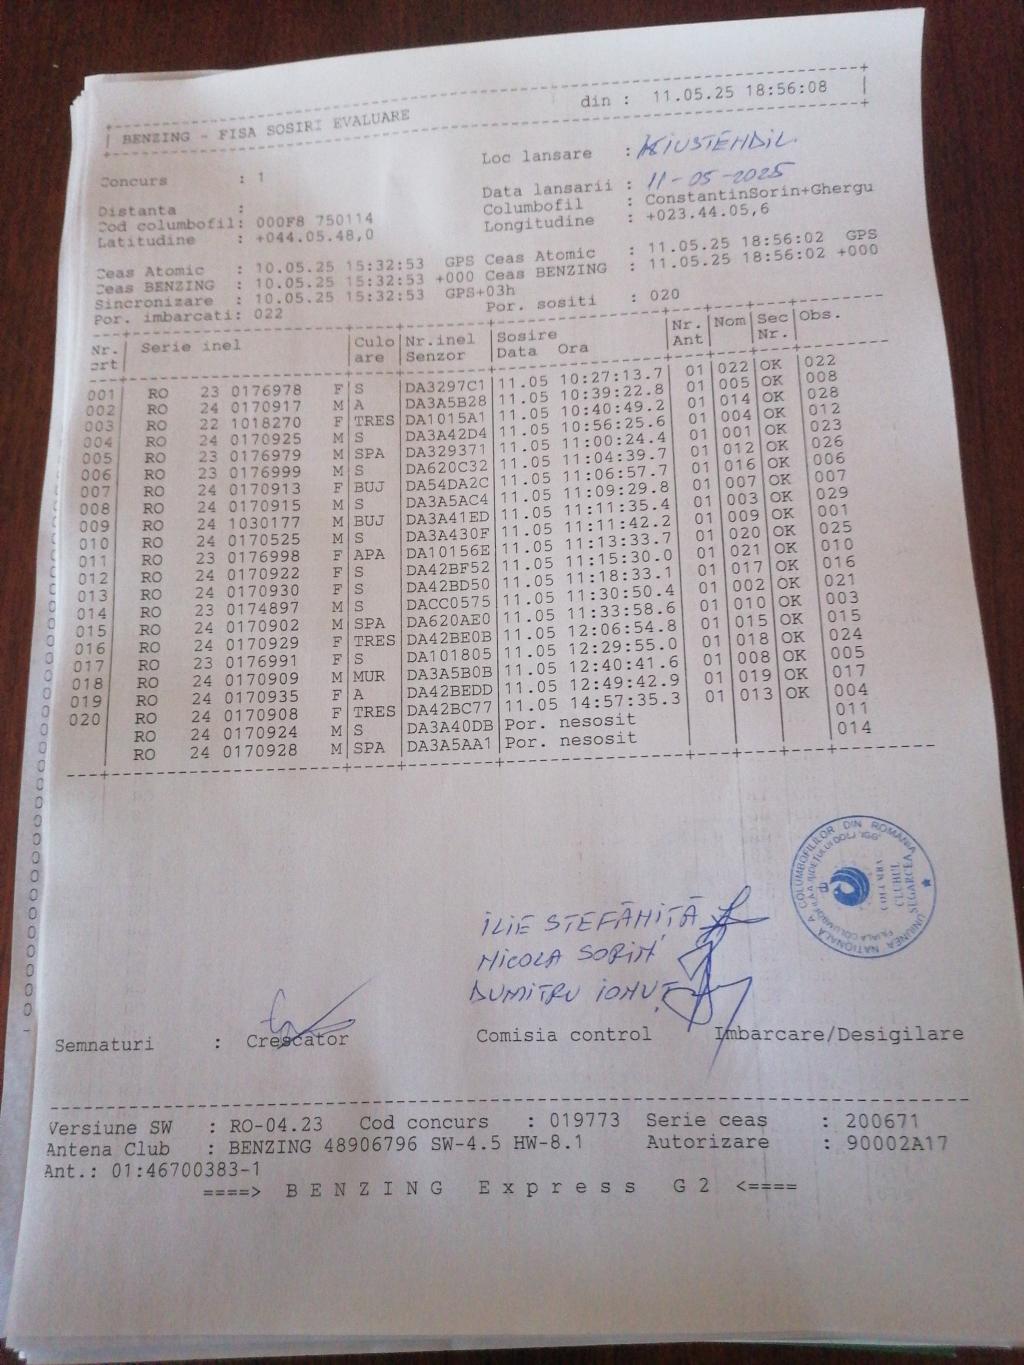 BENZING - FISA SOSIRI EVALUARE din : 11.05.25 18:56:08
Concurs : 1 Loc lansare : KIUSTEHDIL
Data lansarii : 11-05-2025
Distanta : Columbofil : ConstantinSorin+Ghergu
Cod columbofil: 000F8 750114 Longitudine : +023.44.05,6
Latitudine : +044.05.48,0
Ceas Atomic : 10.05.25 15:32:53 GPS Ceas Atomic : 11.05.25 18:56:02 GPS
Ceas BENZING : 10.05.25 15:32:53 +000 Ceas BENZING : 11.05.25 18:56:02 +000
Sincronizare : 10.05.25 15:32:53 GPS+03h
Por. imbarcati: 022 Por. sositi : 020
Nr. Serie inel Culo Nr.inel Sosire Nr. Nom Sec Obs.
crt are Senzor Data Ora Ant Nr.
001 RO 23 0176978 F S DA3297C1 11.05 10:27:13.7 01 022 OK 022
002 RO 24 0170917 M A DA3A5B28 11.05 10:39:22.8 01 005 OK 008
003 RO 22 1018270 F TRES DA1015A1 11.05 10:40:49.2 01 014 OK 028
004 RO 24 0170925 M S DA3A42D4 11.05 10:56:25.6 01 004 OK 012
005 RO 23 0176979 M SPA DA329371 11.05 11:00:24.4 01 001 OK 023
006 RO 23 0176999 M S DA620C32 11.05 11:04:39.7 01 012 OK 026
007 RO 24 0170913 F BUJ DA54DA2C 11.05 11:06:57.7 01 016 OK 006
008 RO 24 0170915 M S DA3A5AC4 11.05 11:09:29.8 01 007 OK 007
009 RO 24 1030177 M BUJ DA3A41ED 11.05 11:11:35.4 01 003 OK 029
010 RO 24 0170525 M S DA3A430F 11.05 11:11:42.2 01 009 OK 001
011 RO 23 0176998 F APA DA10156E 11.05 11:13:33.7 01 020 OK 025
012 RO 24 0170922 F S DA42BF52 11.05 11:15:30.0 01 021 OK 010
013 RO 24 0170930 F S DA42BD50 11.05 11:18:33.1 01 017 OK 016
014 RO 23 0174897 M S DACC0575 11.05 11:30:50.4 01 002 OK 021
015 RO 24 0170902 M SPA DA620AE0 11.05 11:33:58.6 01 010 OK 003
016 RO 24 0170929 F TRES DA42BE0B 11.05 12:06:54.8 01 015 OK 015
017 RO 23 0176991 F S DA101805 11.05 12:29:55.0 01 018 OK 024
018 RO 24 0170909 M MUR DA3A5B0B 11.05 12:40:41.6 01 008 OK 005
019 RO 24 0170935 F A DA42BEDD 11.05 12:49:42.9 01 019 OK 017
020 RO 24 0170908 F TRES DA42BC77 11.05 14:57:35.3 01 013 OK 004
RO 24 0170924 M S DA3A40DB Por. nesosit 011
RO 24 0170928 M SPA DA3A5AA1 Por. nesosit 014
UNIUNEA NATIONALA A COLUMBOFILILOR DIN ROMANIA
COLUMBA
CLUBUL
SEGARCEA
ILIE STEFĂNIȚĂ
NICOLA SORIN
DUMITRU IONUȚ
Semnaturi : Crescator Comisia control Imbarcare/Desigilare
Versiune SW : RO-04.23 Cod concurs : 019773 Serie ceas : 200671
Antena Club : BENZING 48906796 SW-4.5 HW-8.1 Autorizare : 90002A17
Ant.: 01:46700383-1
====> BENZING Express G2 <====